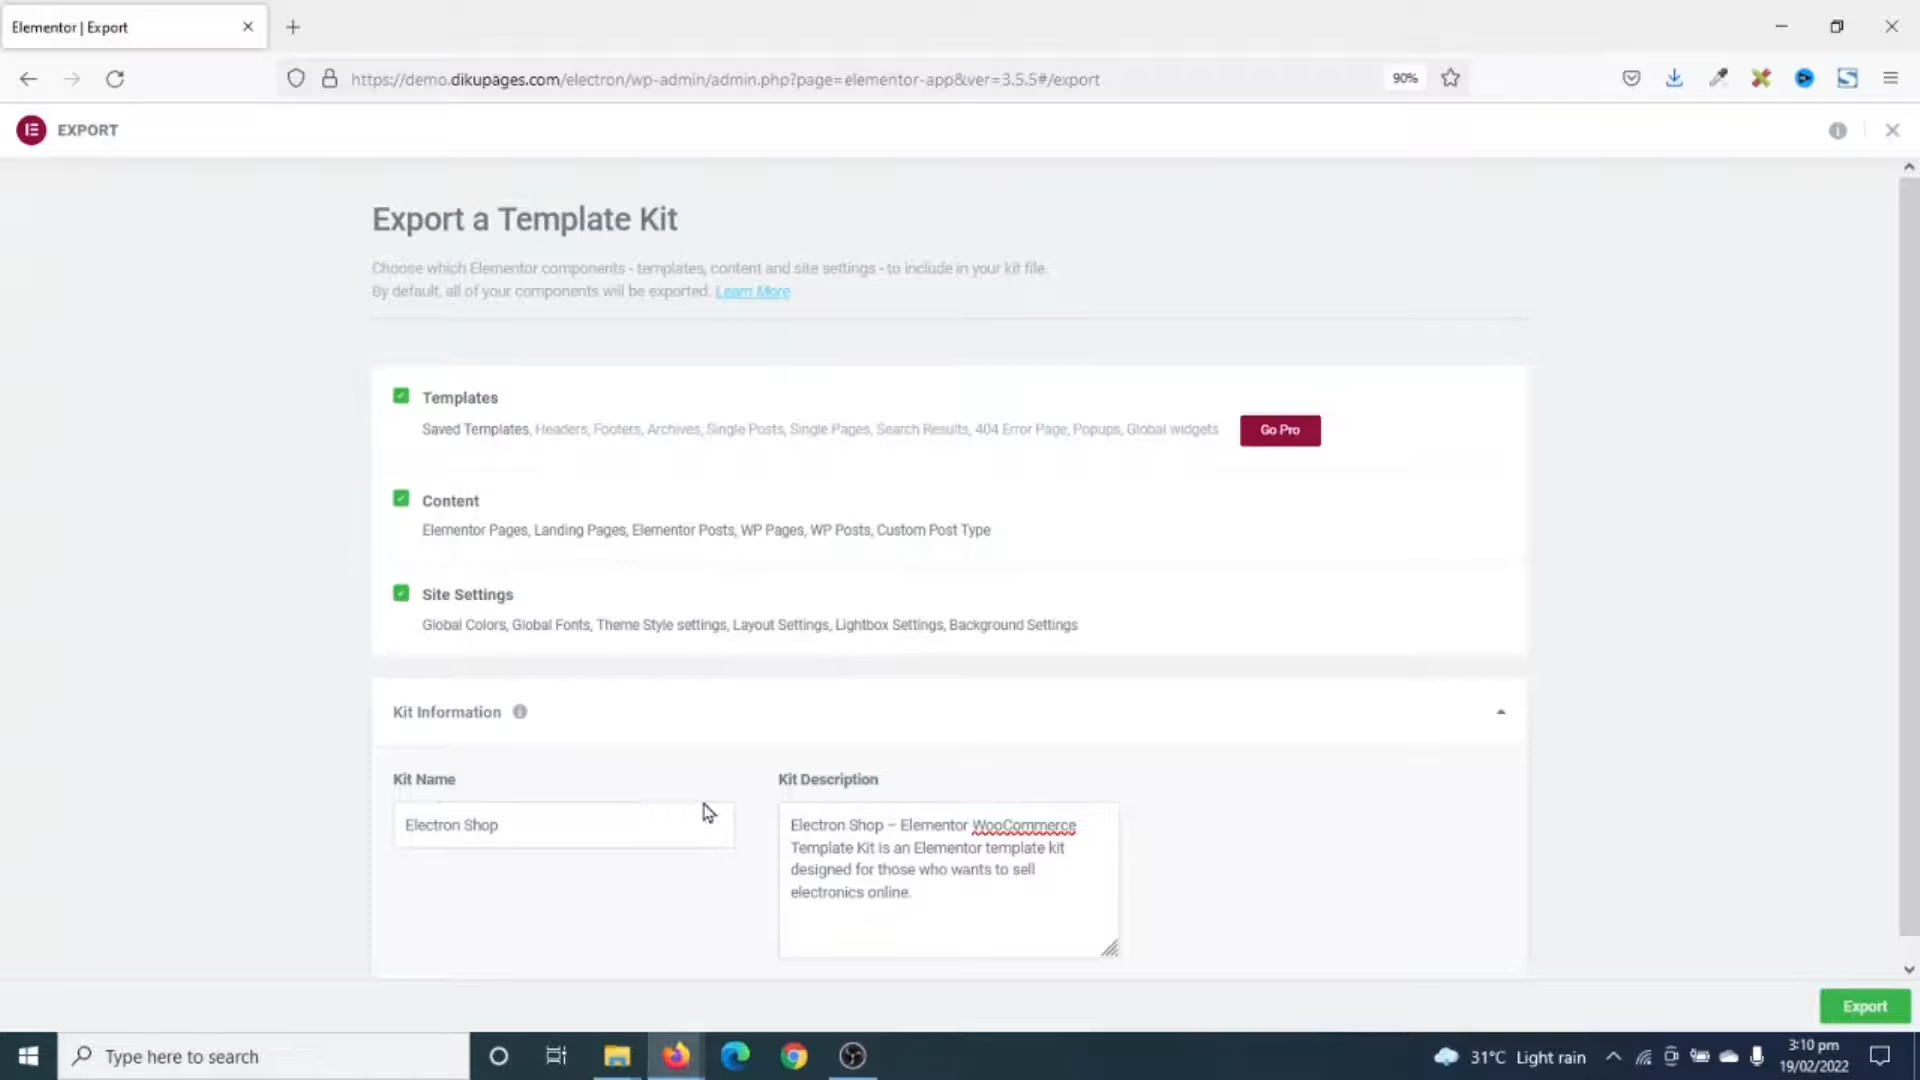 Elementor | Export
https://demo.dikupages.com/electron/wp-admin/admin.php?page=elementor-app&ver=3.5.5#/export
90%
EXPORT
Export a Template Kit
Choose which Elementor components - templates, content and site settings - to include in your kit file.
By default, all of your components will be exported. Learn More
Templates
Saved Templates, Headers, Footers, Archives, Single Posts, Single Pages, Search Results, 404 Error Page, Popups, Global widgets
Go Pro
Content
Elementor Pages, Landing Pages, Elementor Posts, WP Pages, WP Posts, Custom Post Type
Site Settings
Global Colors, Global Fonts, Theme Style settings, Layout Settings, Lightbox Settings, Background Settings
Kit Information
Kit Name
Electron Shop
Kit Description
Electron Shop – Elementor WooCommerce
Template Kit is an Elementor template kit
designed for those who wants to sell
electronics online.
Export
Type here to search
31°C Light rain
3:10 pm
19/02/2022